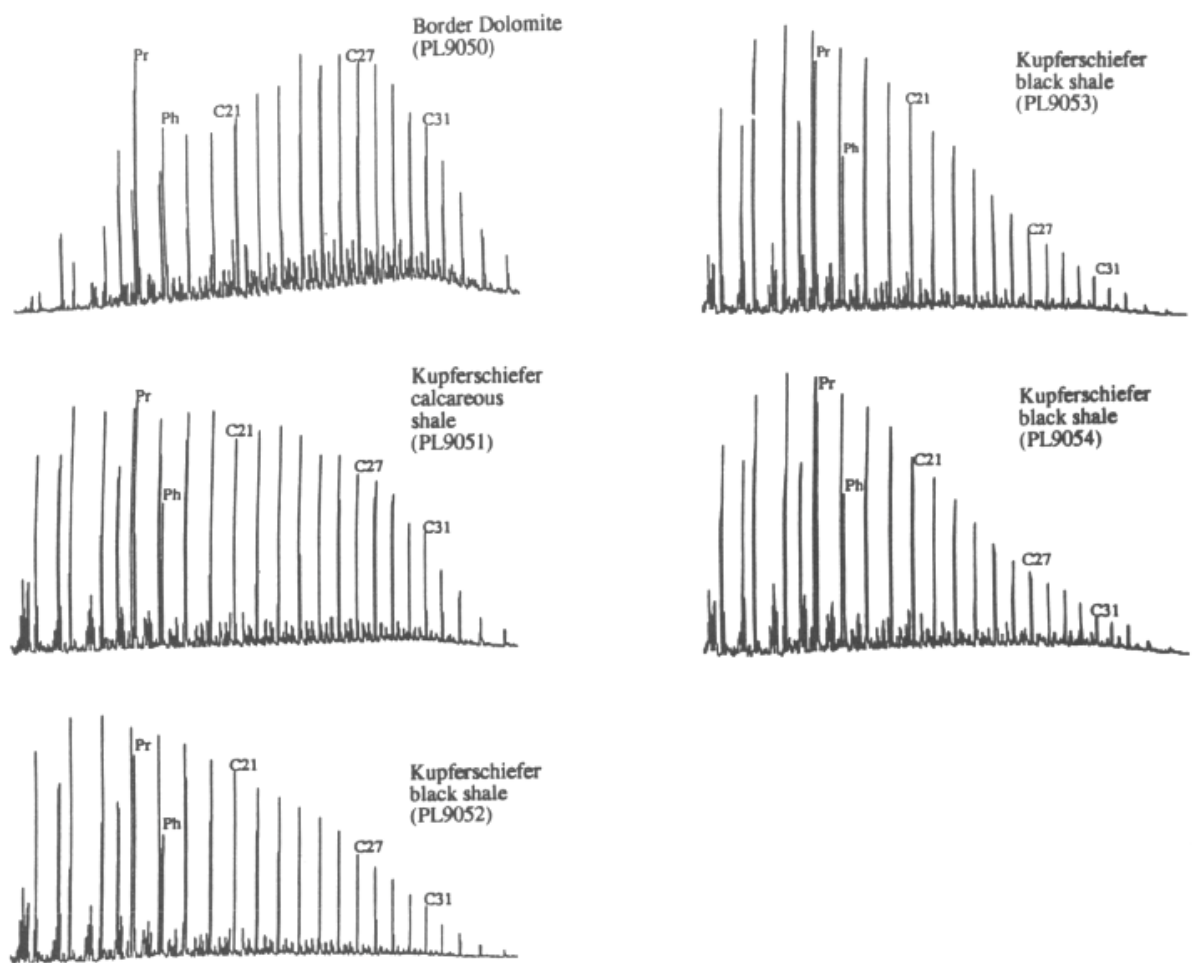 Border Dolomite
(PL9050)
Pr
Ph
C21
C27
C31
Kupferschiefer
calcareous
shale
(PL9051)
Pr
Ph
C21
C27
C31
Kupferschiefer
black shale
(PL9052)
Pr
Ph
C21
C27
C31
Kupferschiefer
black shale
(PL9053)
Pr
Ph
C21
C27
C31
Kupferschiefer
black shale
(PL9054)
Pr
Ph
C21
C27
C31